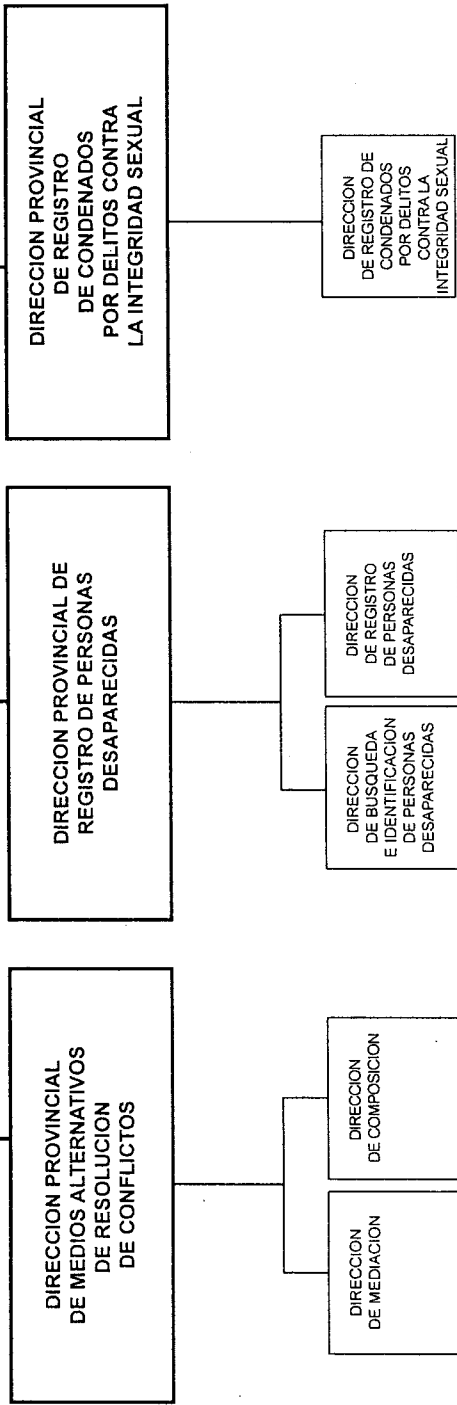 DIRECCION PROVINCIAL
DE MEDIOS ALTERNATIVOS
DE RESOLUCION
DE CONFLICTOS
DIRECCION
DE MEDIACION
DIRECCION
DE COMPOSICION
DIRECCION PROVINCIAL DE
REGISTRO DE PERSONAS
DESAPARECIDAS
DIRECCION
DE BUSQUEDA
E IDENTIFICACION
DE PERSONAS
DESAPARECIDAS
DIRECCION
DE REGISTRO
DE PERSONAS
DESAPARECIDAS
DIRECCION PROVINCIAL
DE REGISTRO
DE CONDENADOS
POR DELITOS CONTRA
LA INTEGRIDAD SEXUAL
DIRECCION
DE REGISTRO DE
CONDENADOS
POR DELITOS
CONTRA LA
INTEGRIDAD SEXUAL